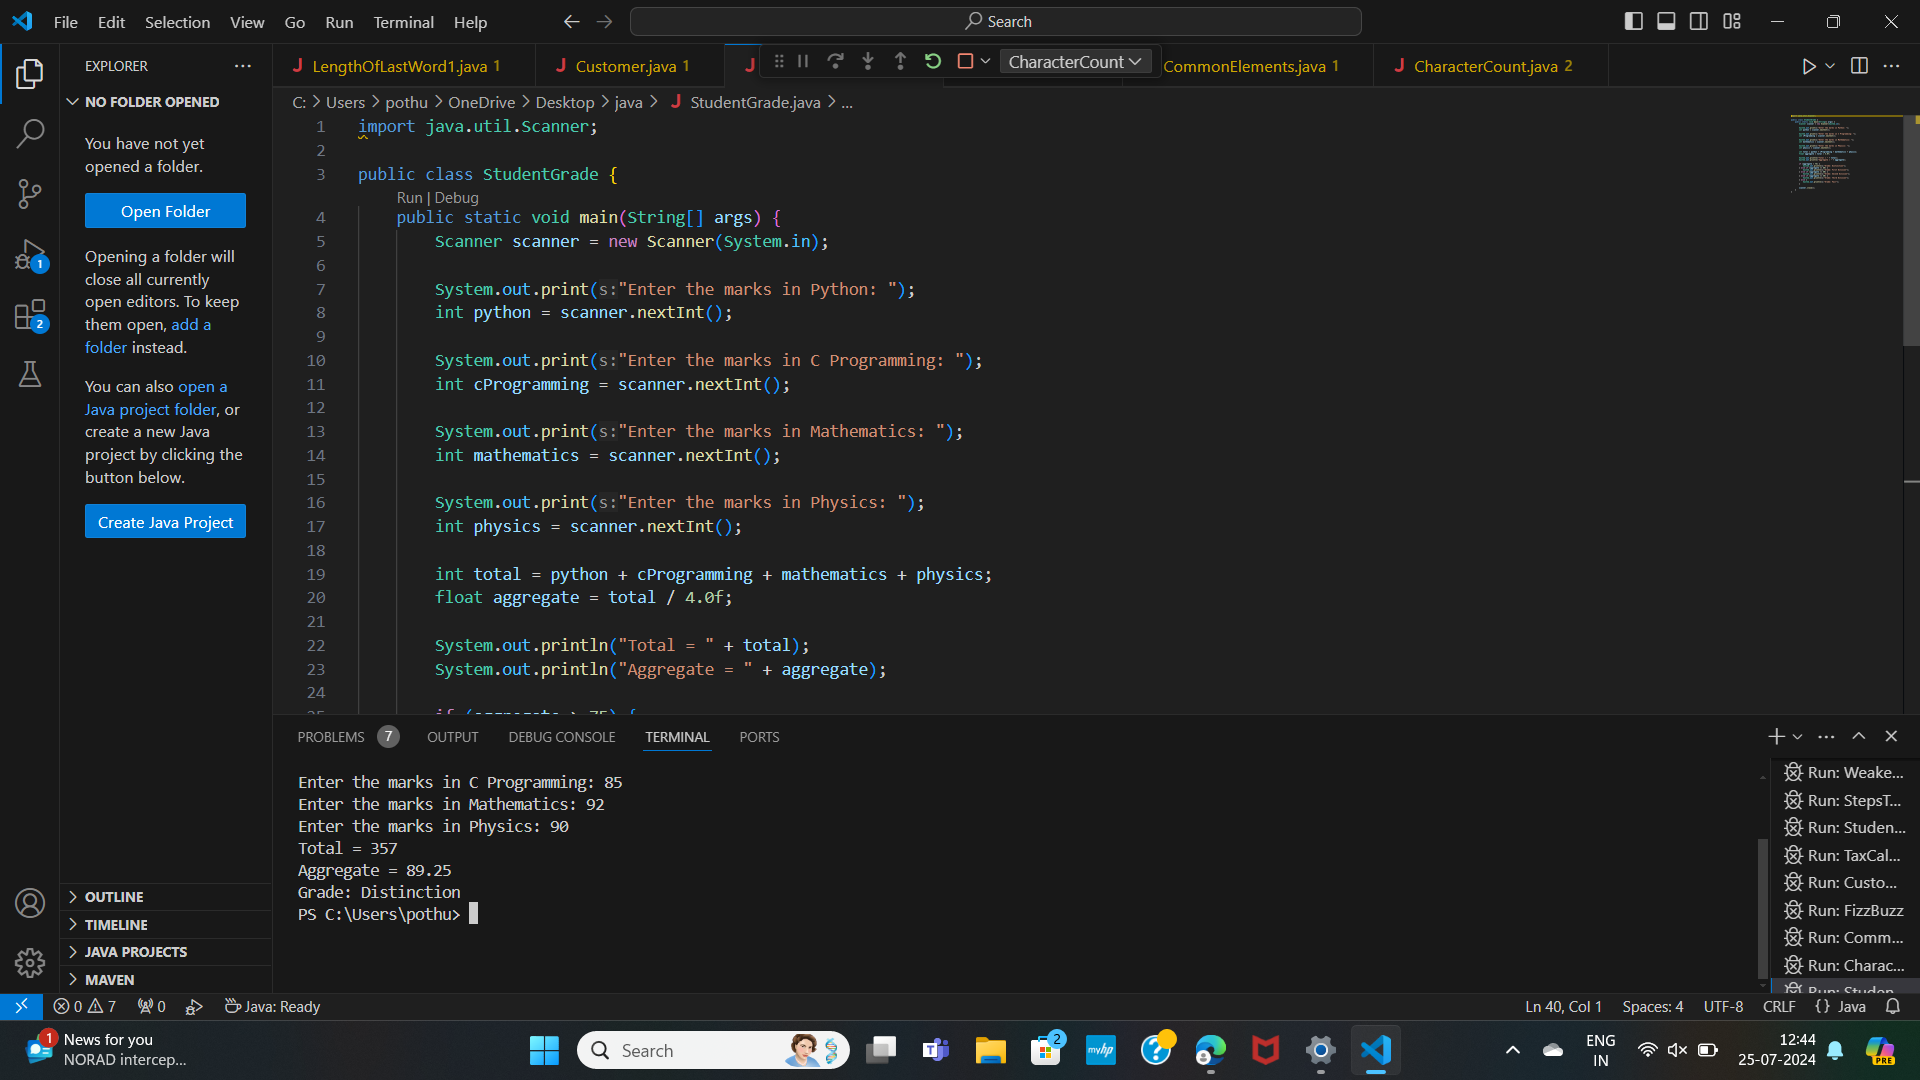 File Edit Selection View Go Run Terminal Help
Search
EXPLORER
NO FOLDER OPENED
You have not yet
opened a folder.
Open Folder
Opening a folder will
close all currently
open editors. To keep
them open, add a
folder instead.
You can also open a
Java project folder, or
create a new Java
project by clicking the
button below.
Create Java Project
OUTLINE
TIMELINE
JAVA PROJECTS
MAVEN
1
2
LengthOfLastWord1.java 1
Customer.java 1
CharacterCount
CommonElements.java 1
CharacterCount.java 2
C: > Users > pothu > OneDrive > Desktop > java > StudentGrade.java > ...
1 import java.util.Scanner;
2
3 public class StudentGrade {
Run | Debug
4 public static void main(String[] args) {
5 Scanner scanner = new Scanner(System.in);
6
7 System.out.print(s:"Enter the marks in Python: ");
8 int python = scanner.nextInt();
9
10 System.out.print(s:"Enter the marks in C Programming: ");
11 int cProgramming = scanner.nextInt();
12
13 System.out.print(s:"Enter the marks in Mathematics: ");
14 int mathematics = scanner.nextInt();
15
16 System.out.print(s:"Enter the marks in Physics: ");
17 int physics = scanner.nextInt();
18
19 int total = python + cProgramming + mathematics + physics;
20 float aggregate = total / 4.0f;
21
22 System.out.println("Total = " + total);
23 System.out.println("Aggregate = " + aggregate);
24
PROBLEMS 7 OUTPUT DEBUG CONSOLE TERMINAL PORTS
Enter the marks in C Programming: 85
Enter the marks in Mathematics: 92
Enter the marks in Physics: 90
Total = 357
Aggregate = 89.25
Grade: Distinction
PS C:\Users\pothu>
Run: Weake...
Run: StepsT...
Run: Studen...
Run: TaxCal...
Run: Custo...
Run: FizzBuzz
Run: Comm...
Run: Charac...
Run: Studen
0 7 0 Java: Ready
Ln 40, Col 1 Spaces: 4 UTF-8 CRLF {} Java
1 News for you
NORAD intercep...
Search
2
myhp
ENG
IN
12:44
25-07-2024
PRE